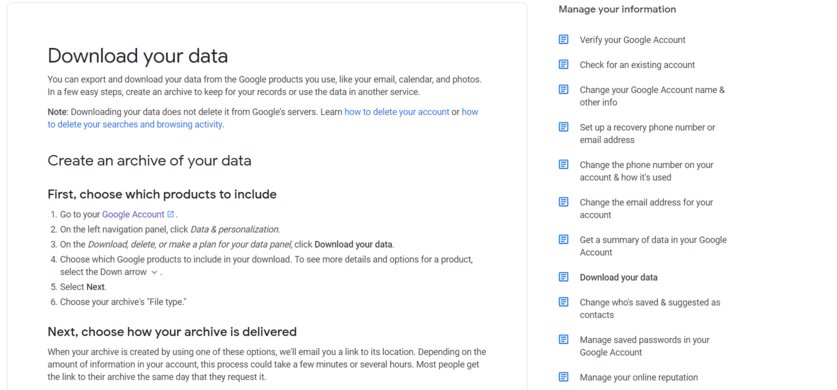 Download your data
You can export and download your data from the Google products you use, like your email, calendar, and photos.
In a few easy steps, create an archive to keep for your records or use the data in another service.
Note: Downloading your data does not delete it from Google's servers. Learn how to delete your account or how
to delete your searches and browsing activity.
Create an archive of your data
First, choose which products to include
1. Go to your Google Account.
2. On the left navigation panel, click Data & personalization.
3. On the Download, delete, or make a plan for your data panel, click Download your data.
4. Choose which Google products to include in your download. To see more details and options for a product,
select the Down arrow .
5. Select Next.
6. Choose your archive's "File type."
Next, choose how your archive is delivered
When your archive is created by using one of these options, we'll email you a link to its location. Depending on the
amount of information in your account, this process could take a few minutes or several hours. Most people get
the link to their archive the same day that they request it.
Manage your information
Verify your Google Account
Check for an existing account
Change your Google Account name &
other info
Set up a recovery phone number or
email address
Change the phone number on your
account & how it's used
Change the email address for your
account
Get a summary of data in your Google
Account
Download your data
Change who's saved & suggested as
contacts
Manage saved passwords in your
Google Account
Manage your online reputation